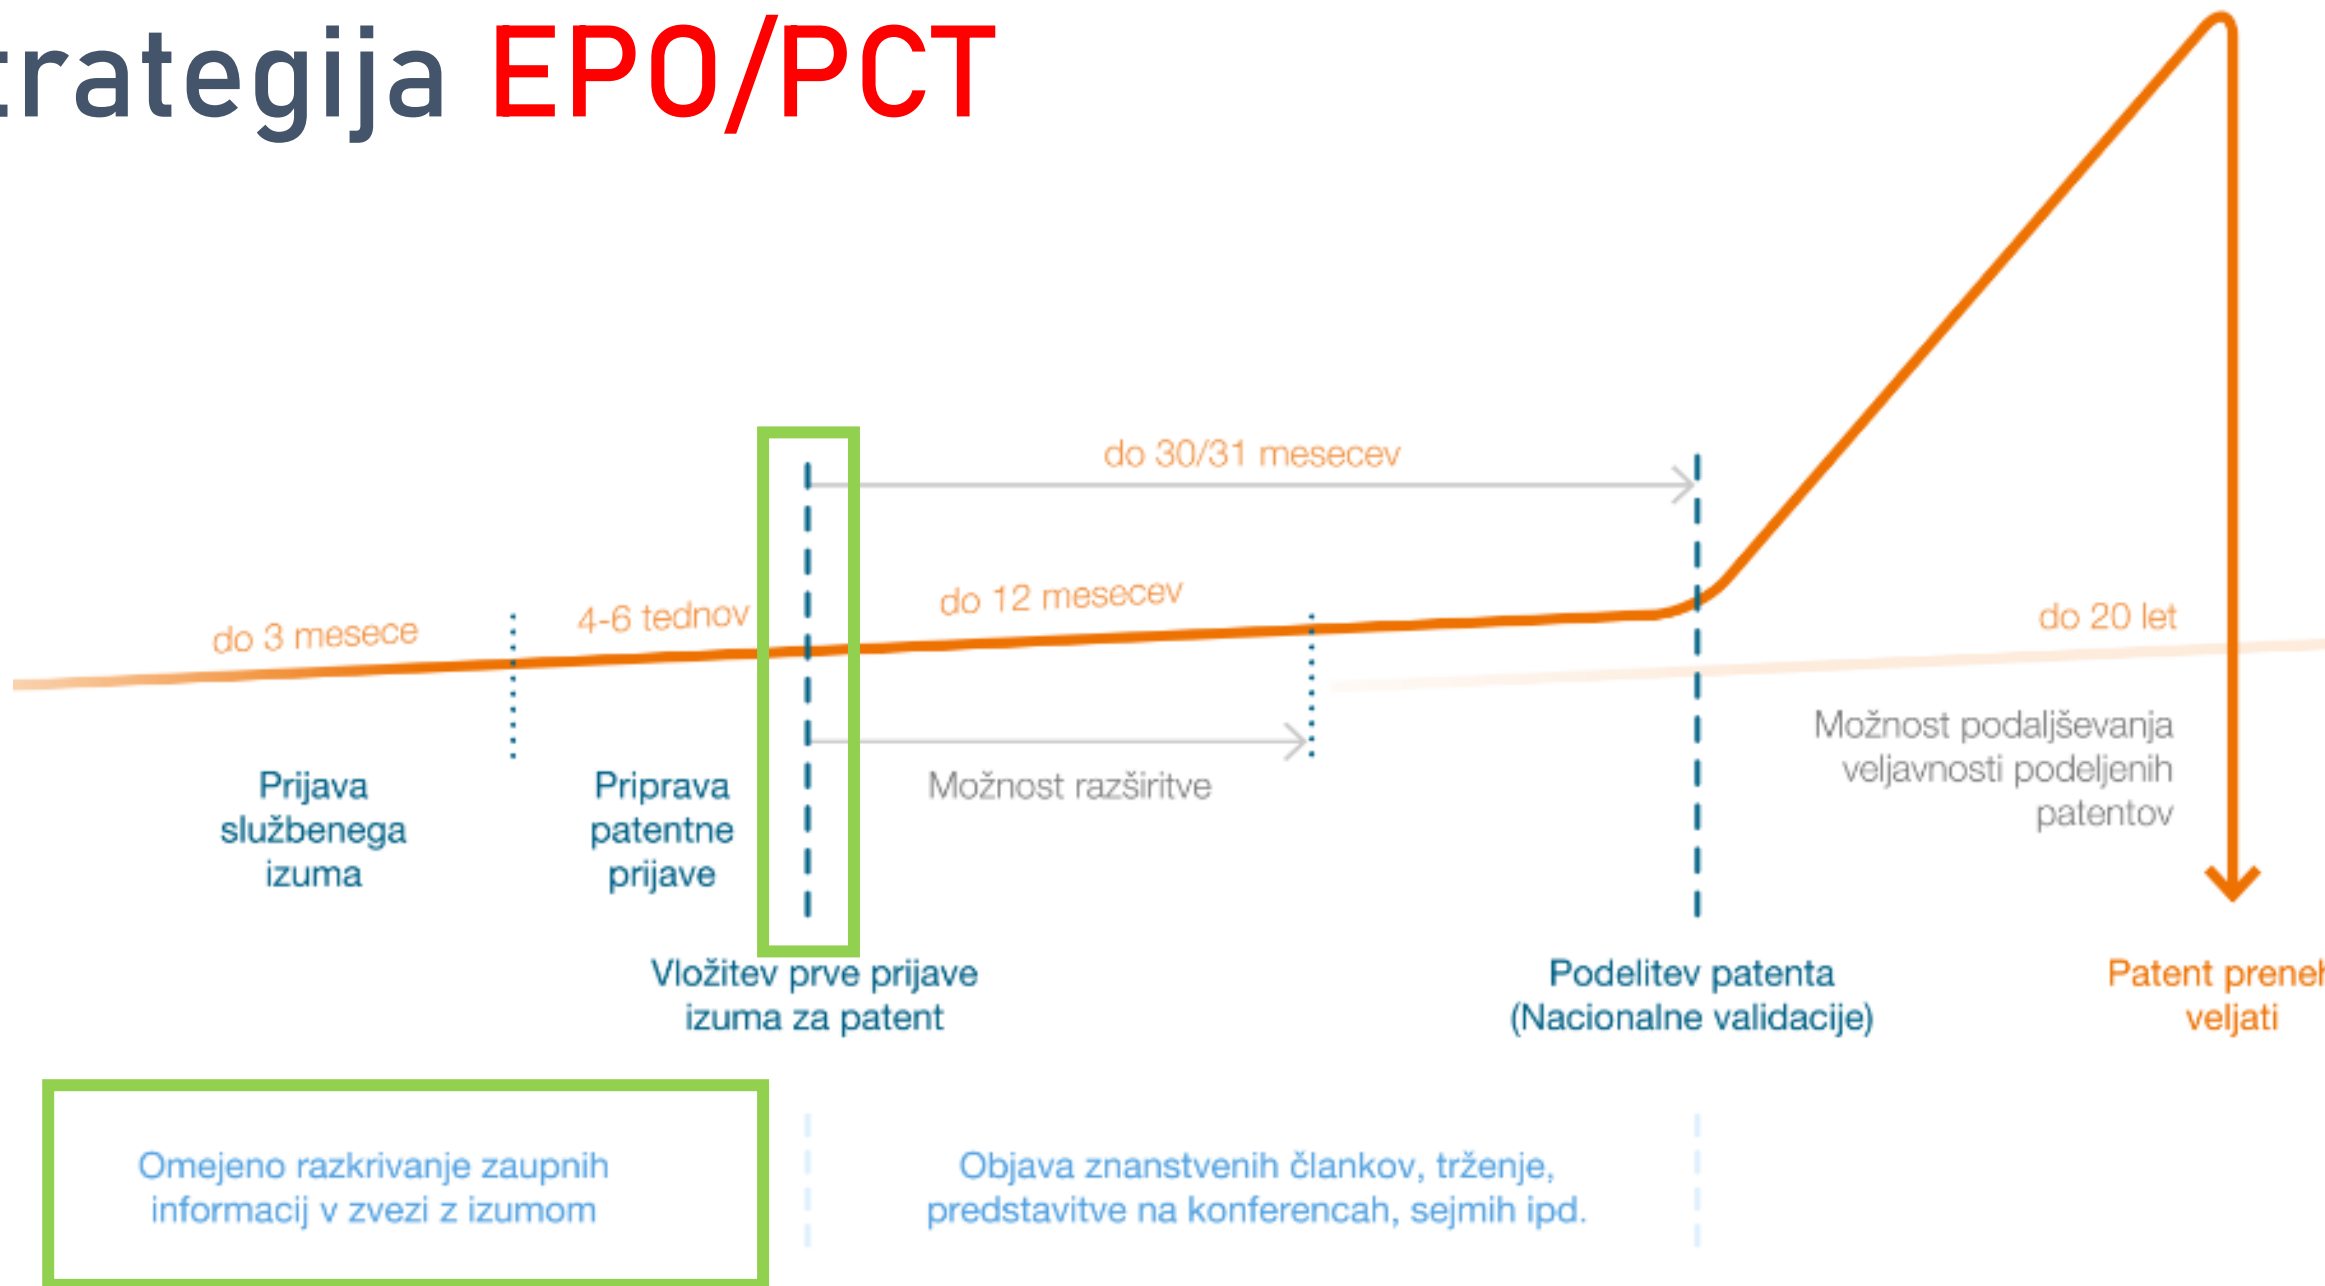 trategija EPO/PCT
do 30/31 mesecev
do 3 mesece
4-6 tednov
do 12 mesecev
do 20 let
Prijava
službenega
izuma
Priprava
patentne
prijave
Možnost razširitve
Možnost podaljševanja
veljavnosti podeljenih
patentov
Vložitev prve prijave
izuma za patent
Podelitev patenta
(Nacionalne validacije)
Patent preneh
veljati
Omejeno razkrivanje zaupnih
informacij v zvezi z izumom
Objava znanstvenih člankov, trženje,
predstavitve na konferencah, sejmih ipd.